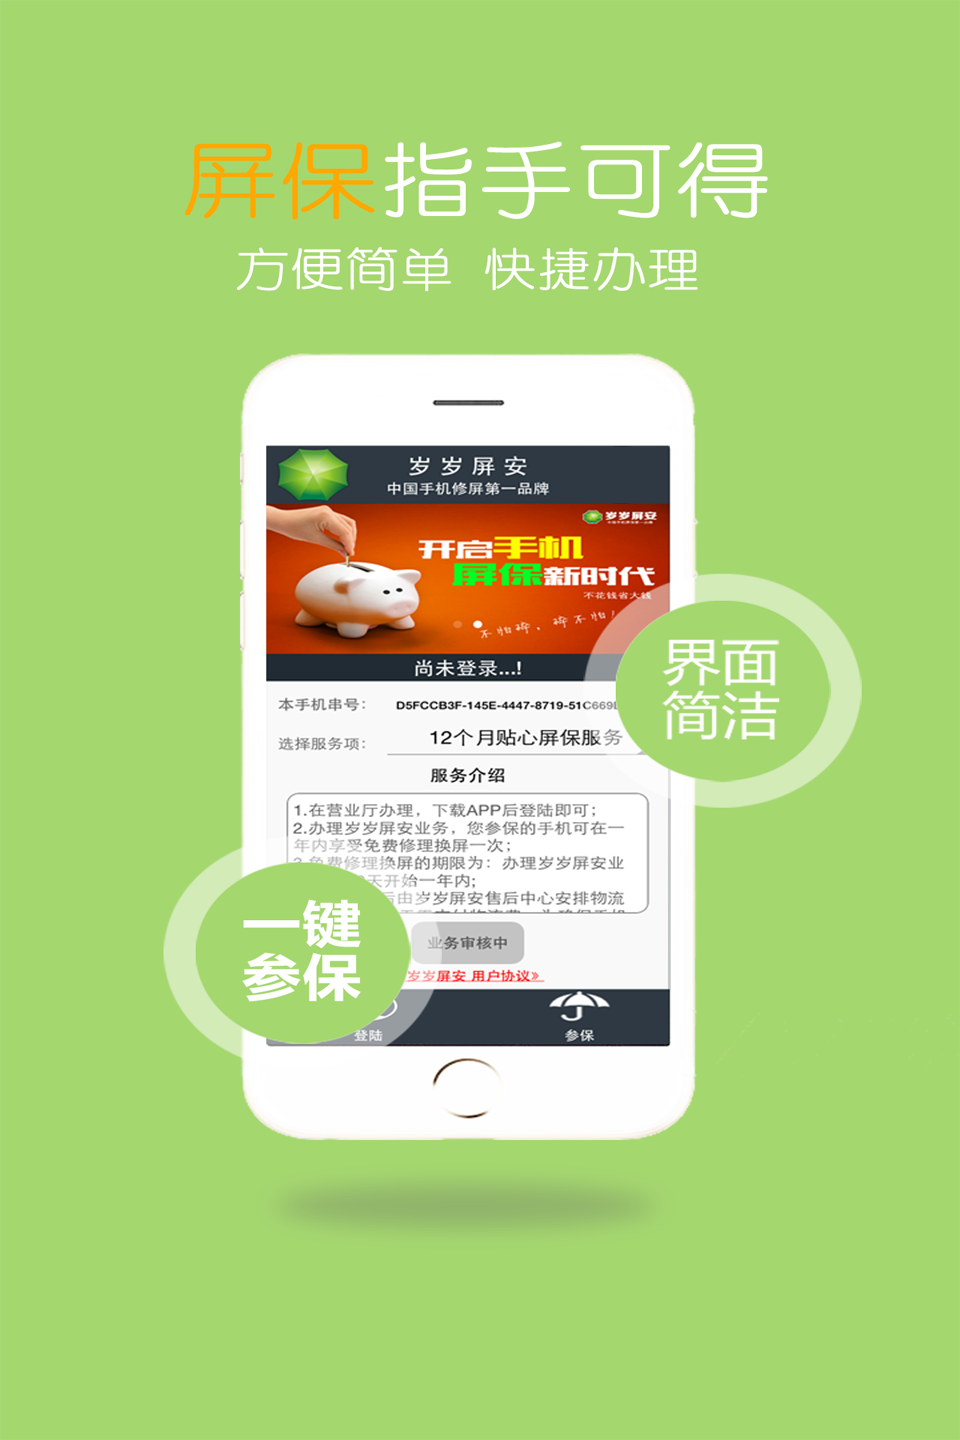 屏保指手可得
方便简单 快捷办理
岁岁屏安
中国手机修屏第一品牌
岁岁屏安
开启手机
屏保新时代
不花钱省大钱
不怕碎、摔不怕
尚未登录...!
本手机串号： D5FCCB3F-145E-4447-8719-51C669
选择服务项： 12个月贴心屏保服务
服务介绍
1.在营业厅办理，下载APP后登陆即可；
2.办理岁岁屏安业务，您参保的手机可在一
年内享受免费修理换屏一次；
3.免费修理换屏的期限为：办理岁岁屏安业
天开始一年内；
后由岁岁屏安售后中心安排物流
业务审核中
岁岁屏安 用户协议》
登陆
参保
界面
简洁
一键
参保